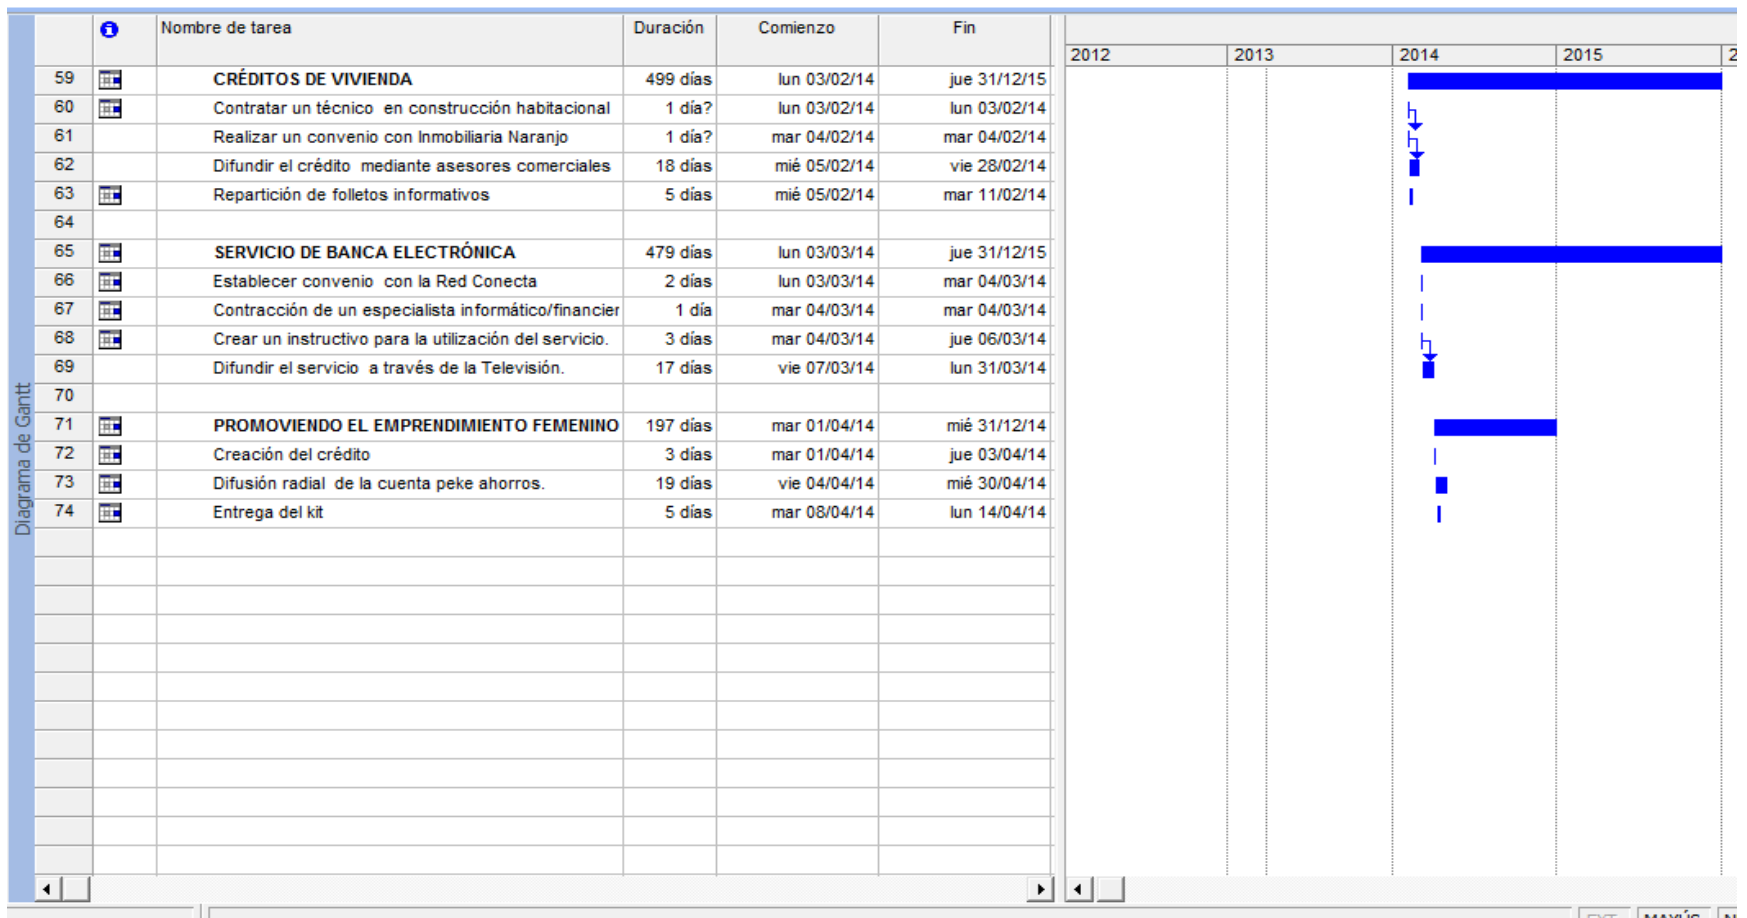 Nombre de tarea Duración Comienzo Fin
2012 2013 2014 2015 2
59 CRÉDITOS DE VIVIENDA 499 días lun 03/02/14 jue 31/12/15
60 Contratar un técnico en construcción habitacional 1 día? lun 03/02/14 lun 03/02/14
61 Realizar un convenio con Inmobiliaria Naranjo 1 día? mar 04/02/14 mar 04/02/14
62 Difundir el crédito mediante asesores comerciales 18 días mié 05/02/14 vie 28/02/14
63 Repartición de folletos informativos 5 días mié 05/02/14 mar 11/02/14
64
65 SERVICIO DE BANCA ELECTRÓNICA 479 días lun 03/03/14 jue 31/12/15
66 Establecer convenio con la Red Conecta 2 días lun 03/03/14 mar 04/03/14
67 Contracción de un especialista informático/financier 1 día mar 04/03/14 mar 04/03/14
68 Crear un instructivo para la utilización del servicio. 3 días mar 04/03/14 jue 06/03/14
69 Difundir el servicio a través de la Televisión. 17 días vie 07/03/14 lun 31/03/14
70
71 PROMOVIENDO EL EMPRENDIMIENTO FEMENINO 197 días mar 01/04/14 mié 31/12/14
72 Creación del crédito 3 días mar 01/04/14 jue 03/04/14
73 Difusión radial de la cuenta peke ahorros. 19 días vie 04/04/14 mié 30/04/14
74 Entrega del kit 5 días mar 08/04/14 lun 14/04/14
Diagrama de Gantt